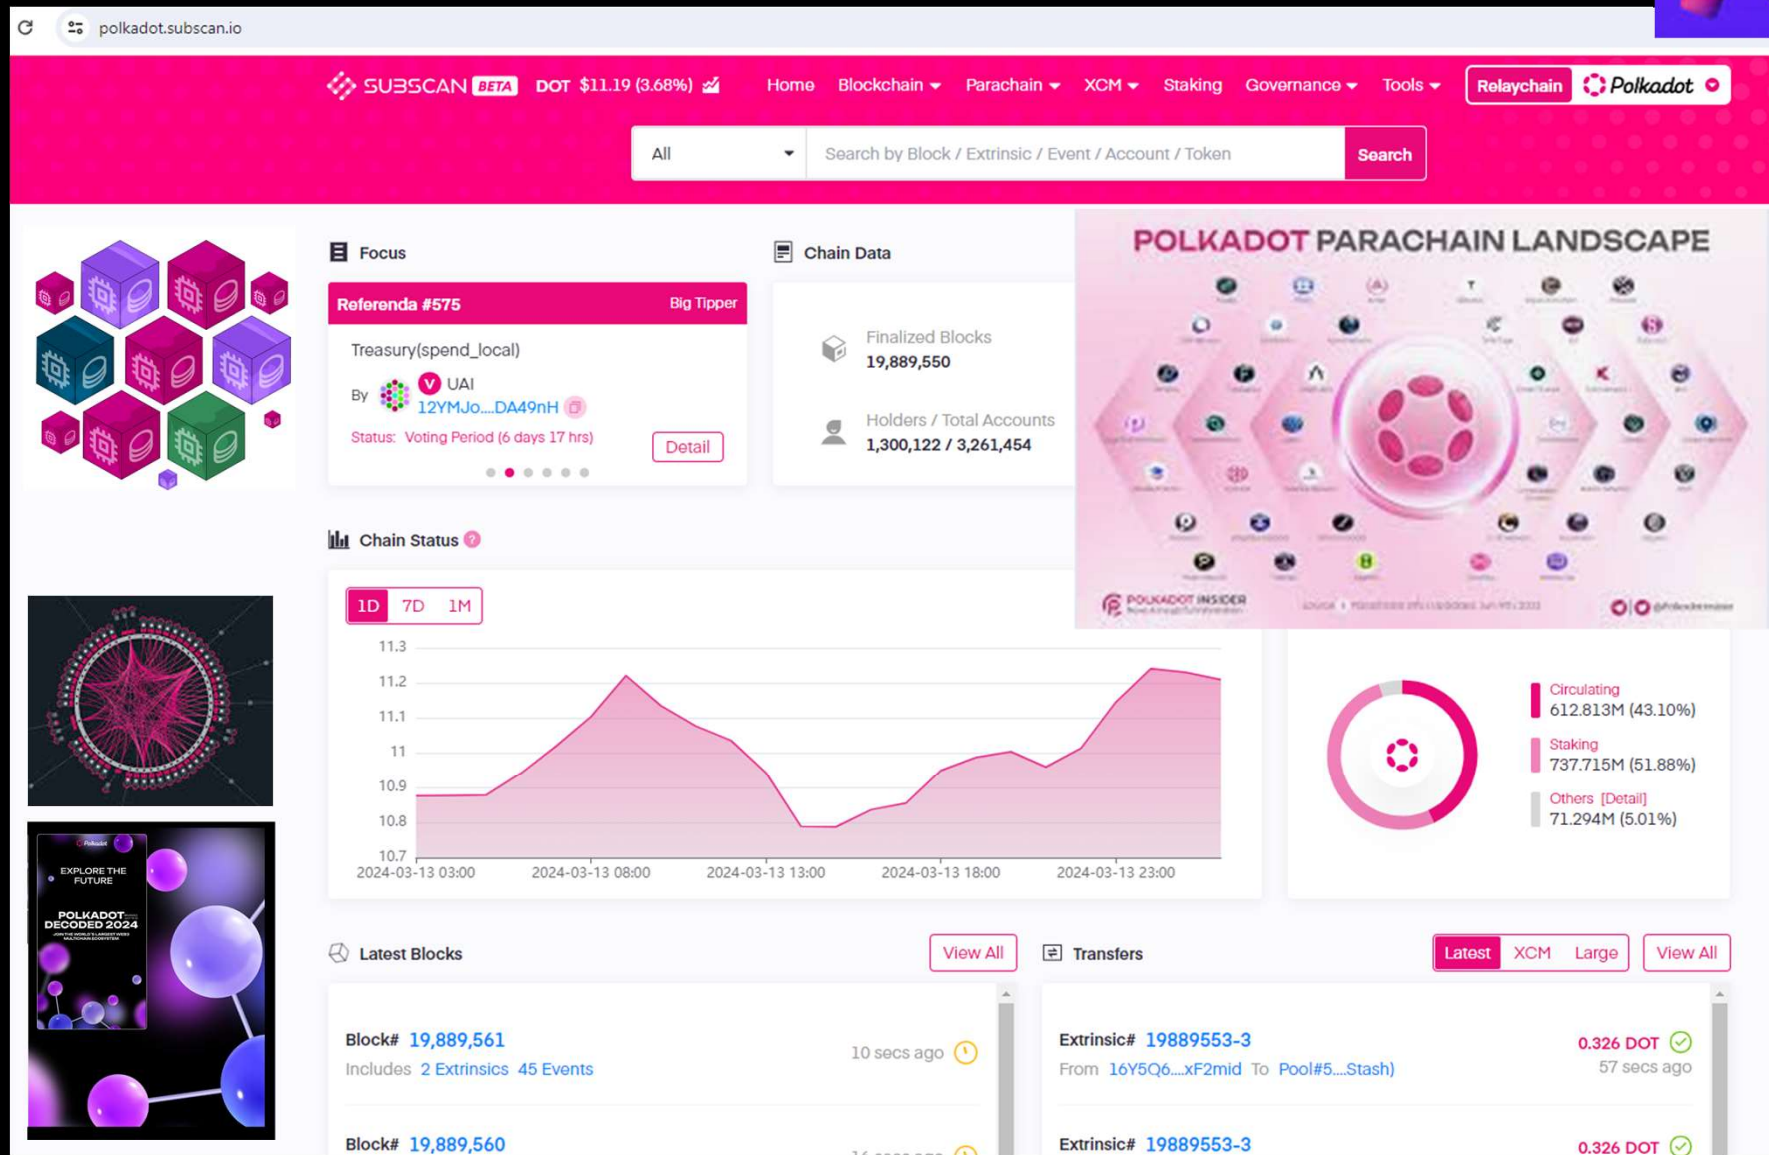 polkadot.subscan.io
SUBSCAN BETA DOT $11.19 (3.68%) Home Blockchain Parachain XCM Staking Governance Tools Relaychain Polkadot
All Search by Block / Extrinsic / Event / Account / Token Search
Focus
Referenda #575 Big Tipper
Treasury(spend_local)
By V UAI
12YMJo....DA49nH
Status: Voting Period (6 days 17 hrs) Detail
Chain Data
Finalized Blocks
19,889,550
Holders / Total Accounts
1,300,122 / 3,261,454
POLKADOT PARACHAIN LANDSCAPE
POLKADOT INSIDER
Chain Status ?
1D 7D 1M
11.3
11.2
11.1
11
10.9
10.8
10.7
2024-03-13 03:00 2024-03-13 08:00 2024-03-13 13:00 2024-03-13 18:00 2024-03-13 23:00
Circulating
612.813M (43.10%)
Staking
737.715M (51.88%)
Others [Detail]
71.294M (5.01%)
Polkadot
EXPLORE THE
FUTURE
POLKADOT
DECODED 2024
JOIN THE WORLD'S LARGEST WEB3
MULTICHAIN ECOSYSTEM
Latest Blocks View All
Block# 19,889,561
Includes 2 Extrinsics 45 Events
10 secs ago
Block# 19,889,560
Transfers Latest XCM Large View All
Extrinsic# 19889553-3 0.326 DOT
From 16Y5Q6....xF2mid To Pool#5....Stash) 57 secs ago
Extrinsic# 19889553-3 0.326 DOT